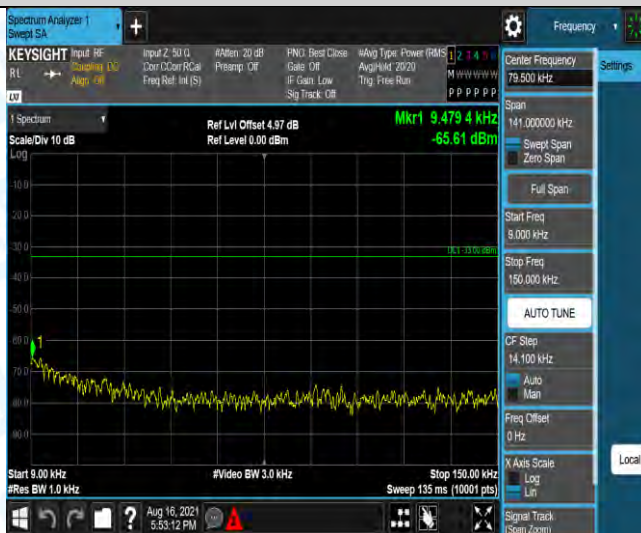 Spectrum Analyzer 1
Swept SA
+
Frequency
KEYSIGHT
RL
LXI
Input: RF
Coupling: DC
Align: Off
Input Z: 50 Ω
Corr CCorr RCal
Freq Ref: Int (S)
#Atten: 20 dB
Preamp: Off
PNO: Best Close
Gate: Off
IF Gain: Low
Sig Track: Off
#Avg Type: Power (RMS)
Avg|Hold: 20/20
Trig: Free Run
1 2 3 4 5 6
M W W W W W
P P P P P P
1 Spectrum
Scale/Div 10 dB
Log
Ref Lvl Offset 4.97 dB
Ref Level 0.00 dBm
Mkr1 9.479 4 kHz
-65.61 dBm
-10.0
-20.0
-30.0
DL1 -33.00 dBm
-40.0
-50.0
-60.0
1
-70.0
-80.0
-90.0
Start 9.00 kHz
#Video BW 3.0 kHz
Stop 150.00 kHz
#Res BW 1.0 kHz
Sweep 135 ms (10001 pts)
?
Aug 16, 2021
5:53:12 PM
Center Frequency
79.500 kHz
Settings
Span
141.000000 kHz
Swept Span
Zero Span
Full Span
Start Freq
9.000 kHz
Stop Freq
150.000 kHz
AUTO TUNE
CF Step
14.100 kHz
Auto
Man
Freq Offset
0 Hz
X Axis Scale
Log
Lin
Local
Signal Track
(Span Zoom)